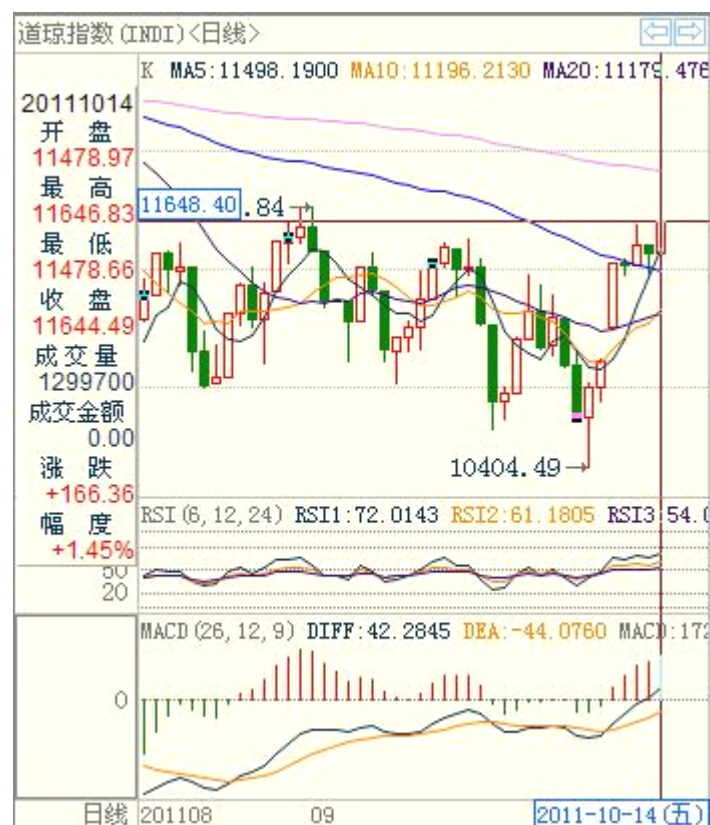 道琼指数(INDI)<日线>
K MA5:11498.1900 MA10:11196.2130 MA20:11179.476
20111014
开 盘
11478.97
最 高
11646.83
11648.40 .84
最 低
11478.66
收 盘
11644.49
成交量
1299700
成交金额
0.00
涨 跌
+166.36
幅 度
+1.45%
10404.49
RSI(6,12,24) RSI1:72.0143 RSI2:61.1805 RSI3:54.0
50
20
MACD(26,12,9) DIFF:42.2845 DEA:-44.0760 MACD:172
0
日线 201108 09 2011-10-14(五)